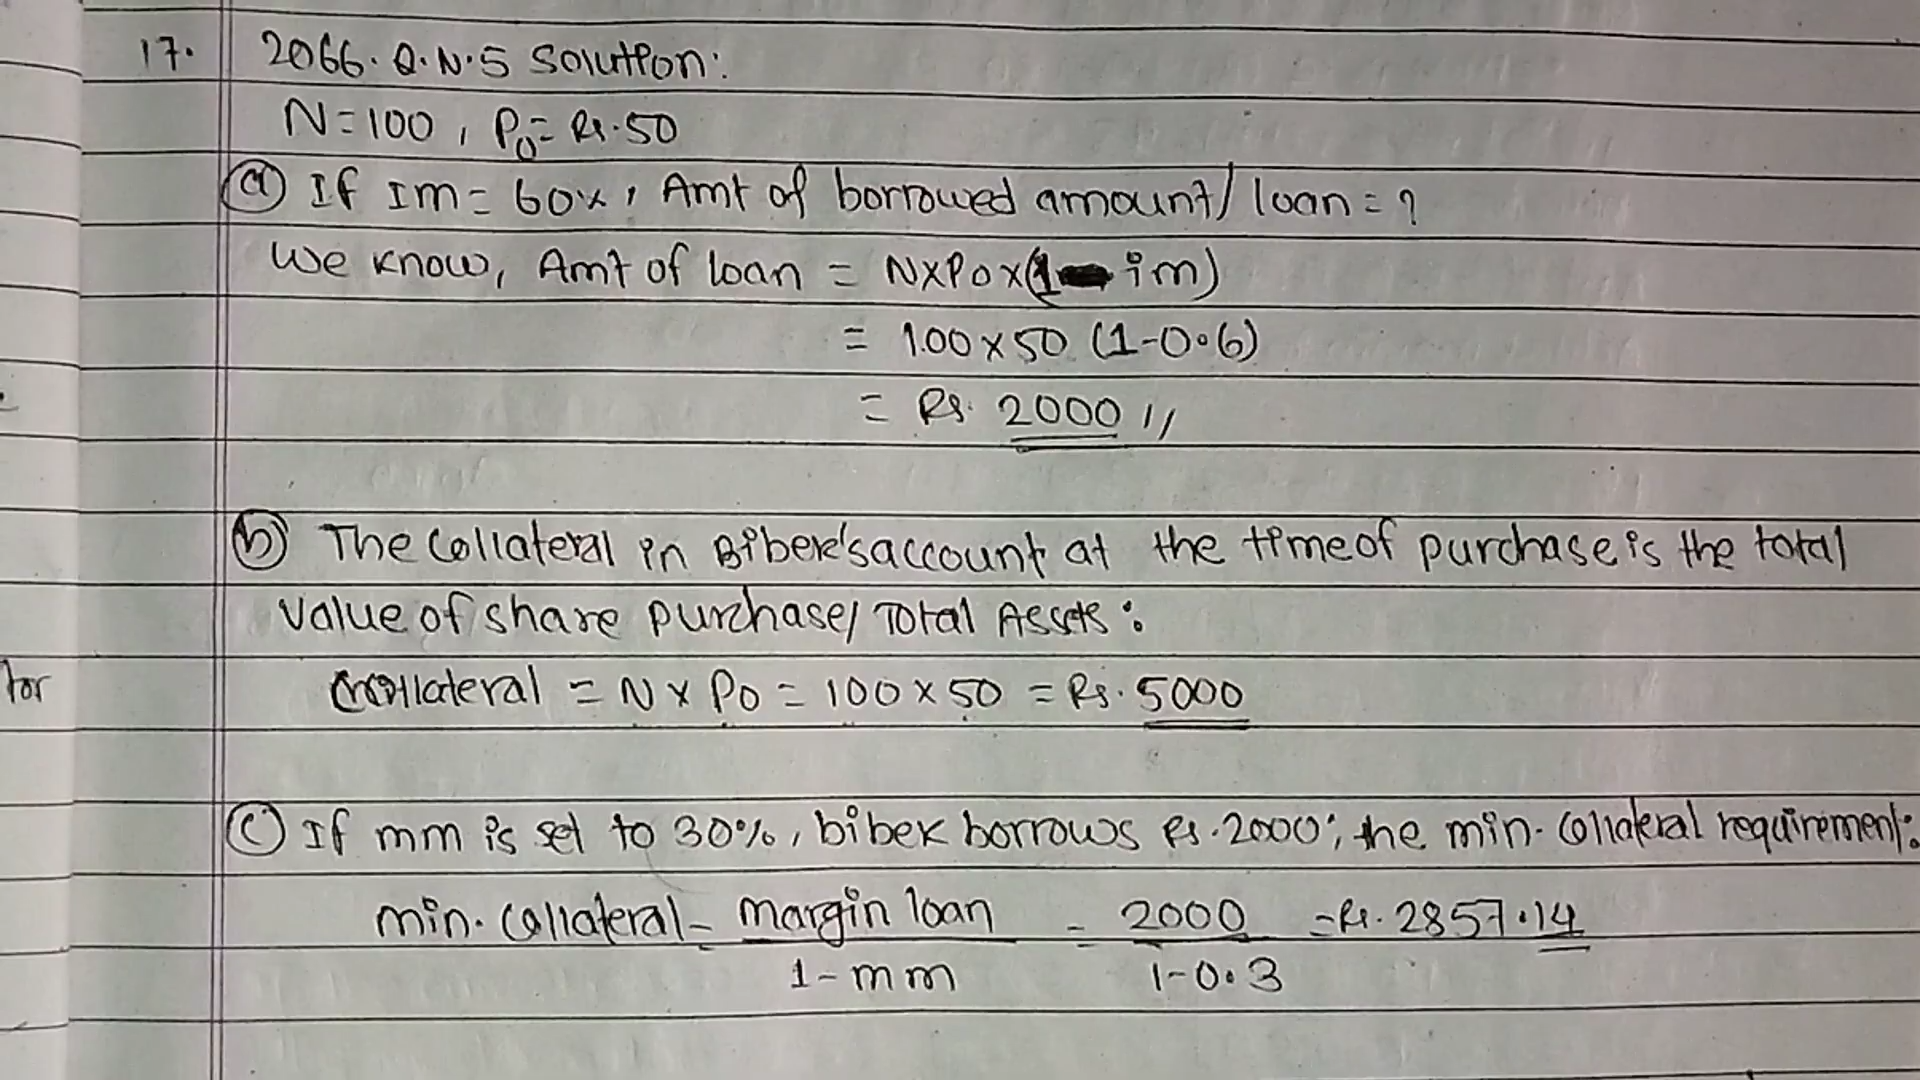 17. 2066. Q.N.5 Solution:
N=100, P0= Rs.50
(a) If Im= 60%, Amt of borrowed amount/ loan = ?
We know, Amt of loan = N×P0×(1-im)
= 100×50 (1-0.6)
= Rs. 2000 //
(b) The Collateral in Bibek's account at the time of purchase is the total
Value of share purchase/ Total Assets:
Collateral = N × P0 = 100 × 50 = Rs. 5000
for
(c) If mm is set to 30%, bibek borrows Rs.2000; the min. collateral requirement:
min. Collateral = margin loan = 2000 = Rs. 2857.14
1-mm 1-0.3